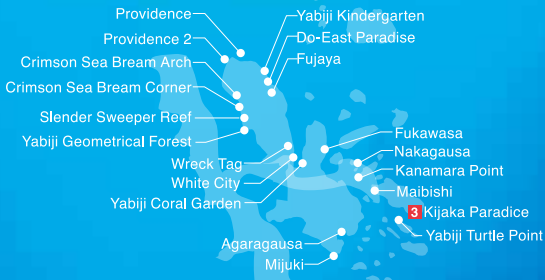 Providence
Providence 2
Crimson Sea Bream Arch
Crimson Sea Bream Corner
Slender Sweeper Reef
Yabiji Geometrical Forest
Wreck Tag
White City
Yabiji Coral Garden
Agaragausa
Mijuki
Yabiji Kindergarten
Do-East Paradise
Fujaya
Fukawasa
Nakagausa
Kanamara Point
Maibishi
3 Kijaka Paradice
Yabiji Turtle Point